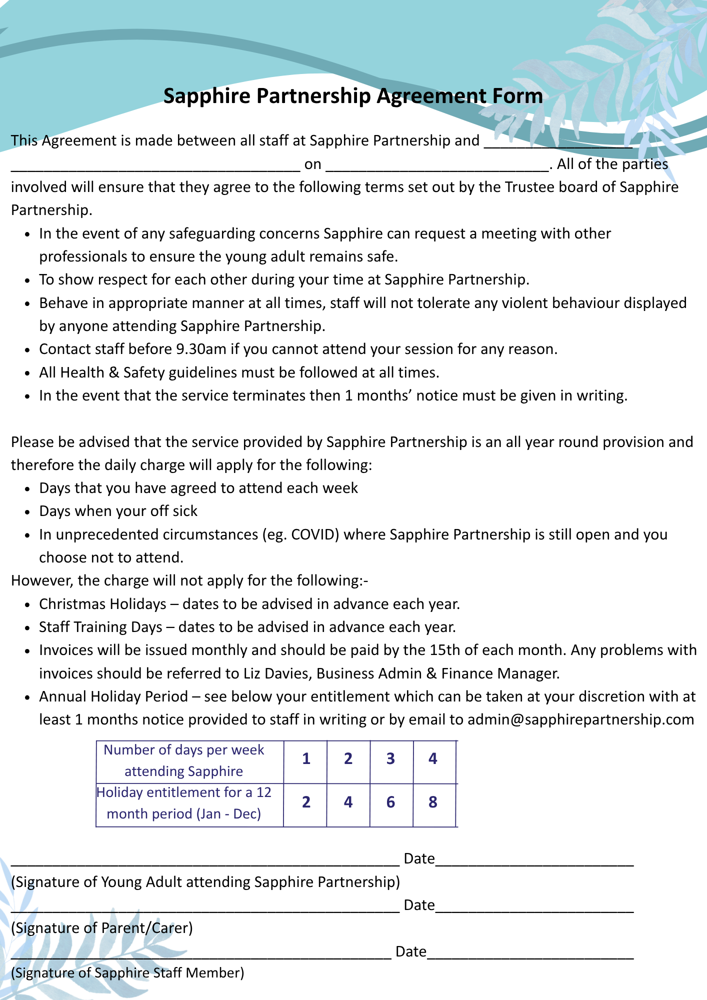 Sapphire Partnership Agreement Form
This Agreement is made between all staff at Sapphire Partnership and __________________
___________________________________ on ___________________________. All of the parties
involved will ensure that they agree to the following terms set out by the Trustee board of Sapphire
Partnership.
• In the event of any safeguarding concerns Sapphire can request a meeting with other
professionals to ensure the young adult remains safe.
• To show respect for each other during your time at Sapphire Partnership.
• Behave in appropriate manner at all times, staff will not tolerate any violent behaviour displayed
by anyone attending Sapphire Partnership.
• Contact staff before 9.30am if you cannot attend your session for any reason.
• All Health & Safety guidelines must be followed at all times.
• In the event that the service terminates then 1 months’ notice must be given in writing.
Please be advised that the service provided by Sapphire Partnership is an all year round provision and
therefore the daily charge will apply for the following:
• Days that you have agreed to attend each week
• Days when your off sick
• In unprecedented circumstances (eg. COVID) where Sapphire Partnership is still open and you
choose not to attend.
However, the charge will not apply for the following:-
• Christmas Holidays – dates to be advised in advance each year.
• Staff Training Days – dates to be advised in advance each year.
• Invoices will be issued monthly and should be paid by the 15th of each month. Any problems with
invoices should be referred to Liz Davies, Business Admin & Finance Manager.
• Annual Holiday Period – see below your entitlement which can be taken at your discretion with at
least 1 months notice provided to staff in writing or by email to admin@sapphirepartnership.com
Number of days per week
attending Sapphire
1 2 3 4
Holiday entitlement for a 12
month period (Jan - Dec)
2 4 6 8
_______________________________________________ Date________________________
(Signature of Young Adult attending Sapphire Partnership)
_______________________________________________ Date________________________
(Signature of Parent/Carer)
______________________________________________ Date_________________________
(Signature of Sapphire Staff Member)